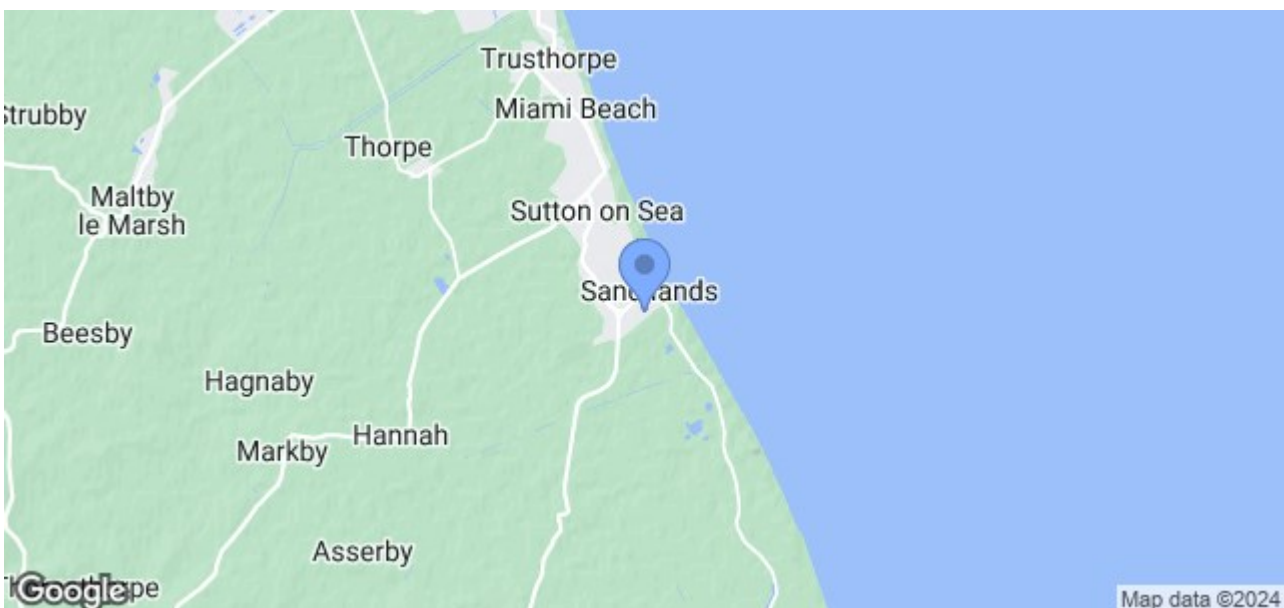 Trusthorpe
Miami Beach
Strubby
Thorpe
Maltby
le Marsh
Sutton on Sea
Sandilands
Beesby
Hagnaby
Hannah
Markby
Asserby
Google
Map data ©2024